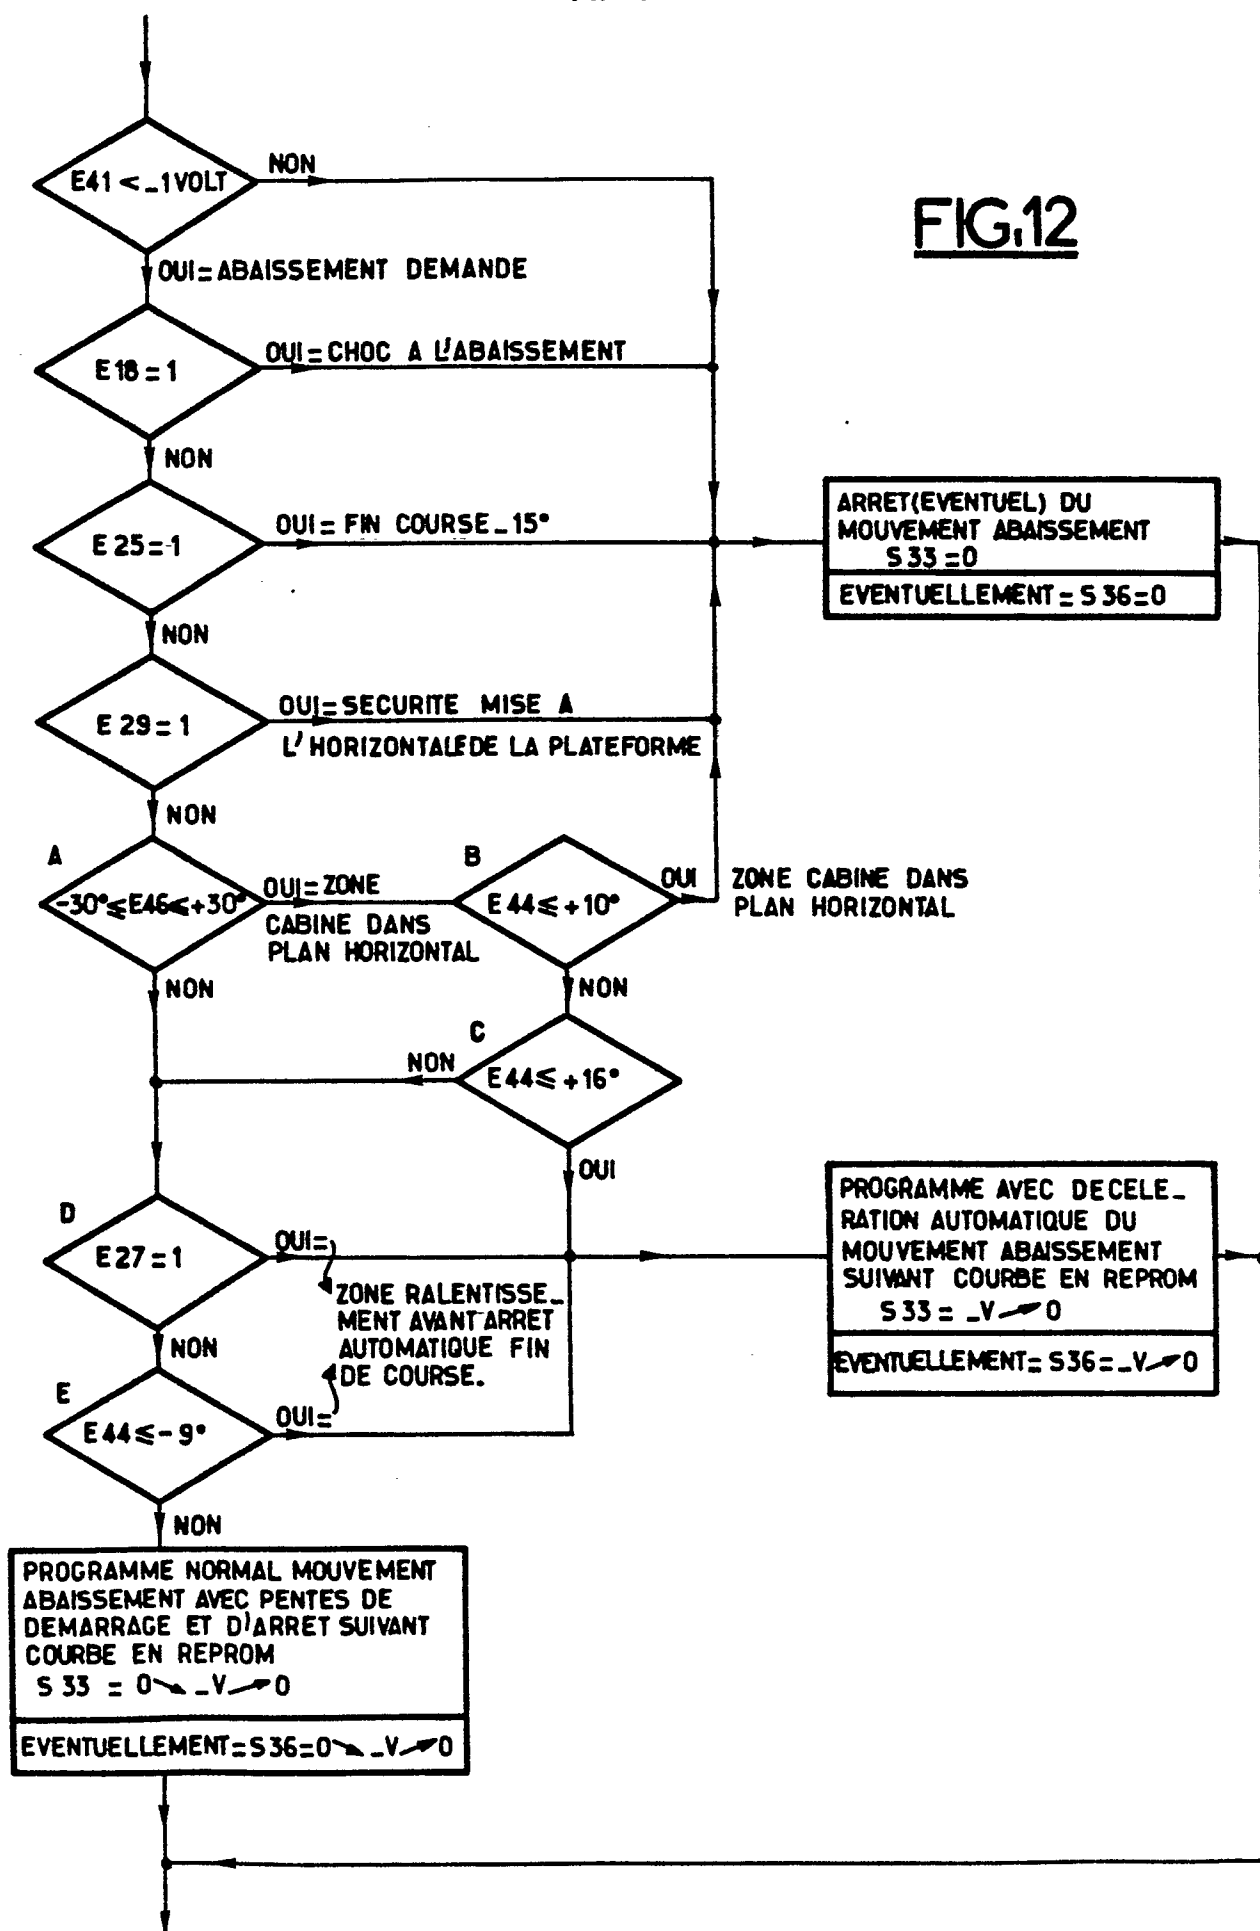 FIG.12
E41 < _1 VOLT
NON
OUI = ABAISSEMENT DEMANDE
E18 = 1
OUI = CHOC A L'ABAISSEMENT
NON
E25 = 1
OUI = FIN COURSE _ 15°
NON
E29 = 1
OUI = SECURITE MISE A
L'HORIZONTALE DE LA PLATEFORME
NON
ARRET (EVENTUEL) DU
MOUVEMENT ABAISSEMENT
S33 = 0
EVENTUELLEMENT = S36 = 0
A
-30° ≤ E46 ≤ +30°
OUI = ZONE
CABINE DANS
PLAN HORIZONTAL
NON
B
E44 ≤ +10°
OUI
ZONE CABINE DANS
PLAN HORIZONTAL
NON
C
E44 ≤ +16°
NON
OUI
D
E27 = 1
OUI =
ZONE RALENTISSE_
MENT AVANT ARRET
AUTOMATIQUE FIN
DE COURSE.
NON
E
E44 ≤ - 9°
OUI =
NON
PROGRAMME AVEC DECELE_
RATION AUTOMATIQUE DU
MOUVEMENT ABAISSEMENT
SUIVANT COURBE EN REPROM
S33 = _V ↗ 0
EVENTUELLEMENT = S36 = _V ↗ 0
PROGRAMME NORMAL MOUVEMENT
ABAISSEMENT AVEC PENTES DE
DEMARRAGE ET D'ARRET SUIVANT
COURBE EN REPROM
S33 = 0 ↘ _V ↗ 0
EVENTUELLEMENT = S36 = 0 ↘ _V ↗ 0